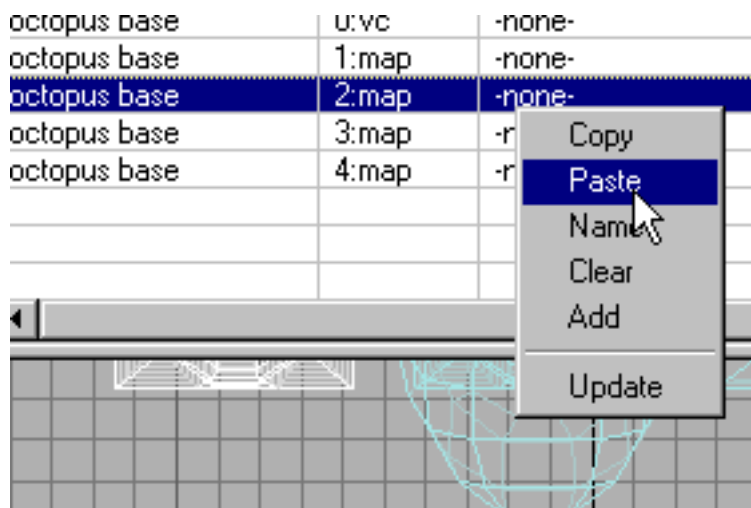 octopus base 0:vc -none-
octopus base 1:map -none-
octopus base 2:map -none-
octopus base 3:map
octopus base 4:map
Copy
Paste
Name
Clear
Add
Update